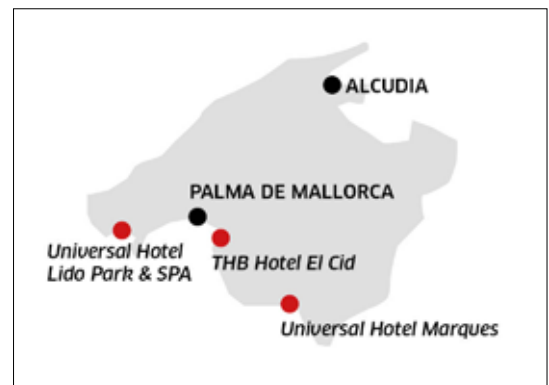 ALCUDIA
PALMA DE MALLORCA
Universal Hotel
Lido Park & SPA
THB Hotel El Cid
Universal Hotel Marques